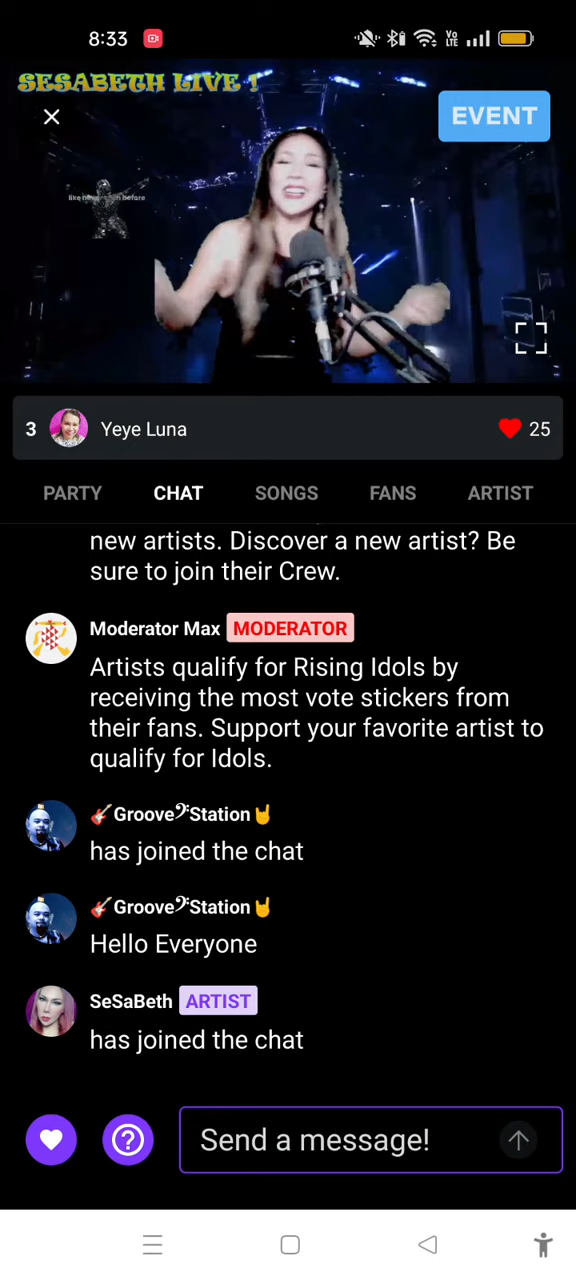 8:33
VO
LTE
SESABETH LIVE !
EVENT
3 Yeye Luna 25
PARTY CHAT SONGS FANS ARTIST
new artists. Discover a new artist? Be
sure to join their Crew.
Moderator Max MODERATOR
Artists qualify for Rising Idols by
receiving the most vote stickers from
their fans. Support your favorite artist to
qualify for Idols.
🎸Groove𝄢Station🤘
has joined the chat
🎸Groove𝄢Station🤘
Hello Everyone
SeSaBeth ARTIST
has joined the chat
Send a message!